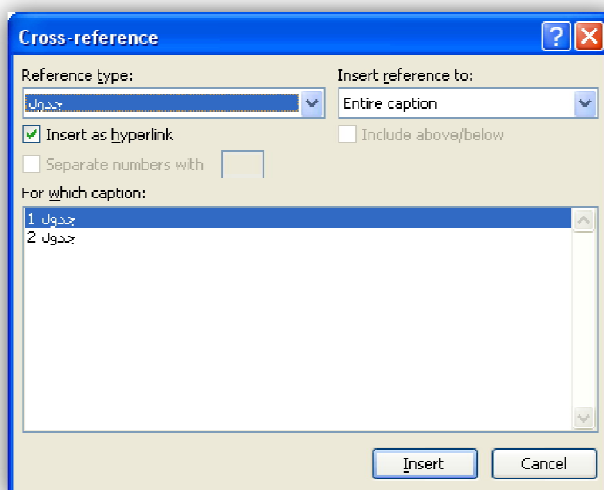 Cross-reference
Reference type:
Insert reference to:
جدول
Entire caption
Insert as hyperlink
Include above/below
Separate numbers with
For which caption:
جدول 1
جدول 2
Insert
Cancel